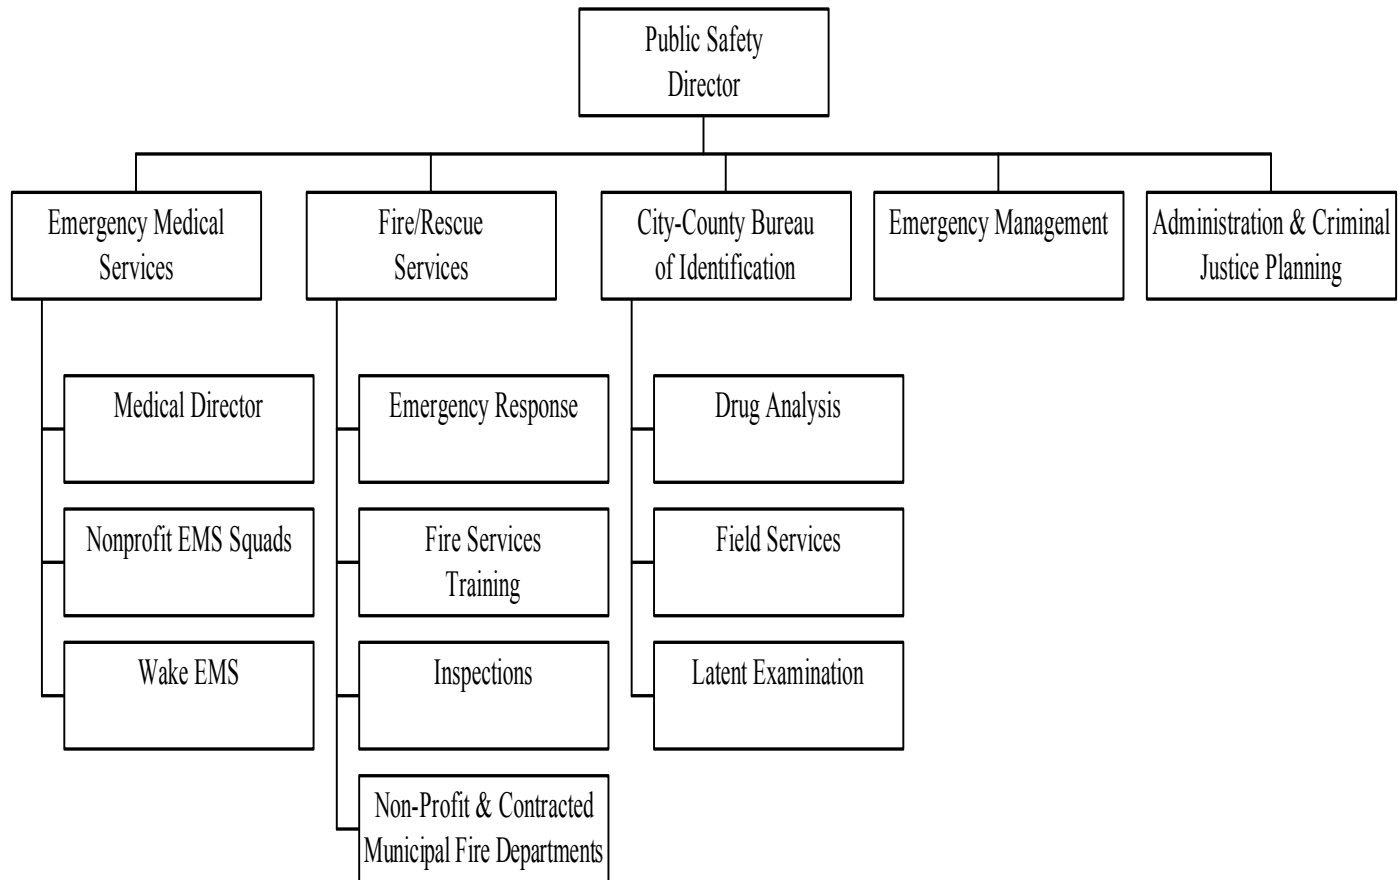 Public Safety
Director
Emergency Medical
Services
Fire/Rescue
Services
City-County Bureau
of Identification
Emergency Management
Administration & Criminal
Justice Planning
Medical Director
Emergency Response
Drug Analysis
Nonprofit EMS Squads
Fire Services
Training
Field Services
Wake EMS
Inspections
Latent Examination
Non-Profit & Contracted
Municipal Fire Departments